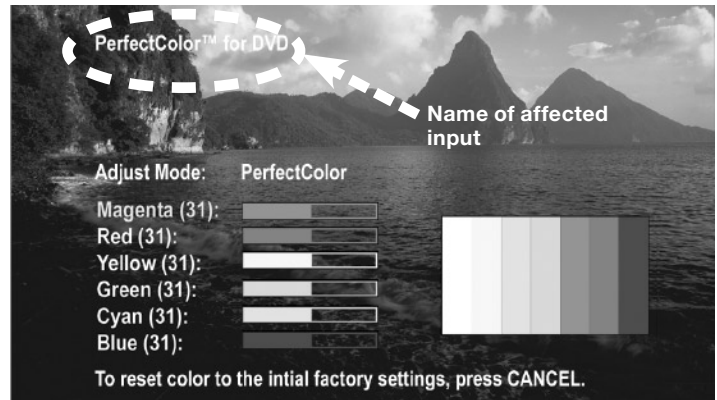 PerfectColor™ for DVD
Name of affected
input
Adjust Mode: PerfectColor
Magenta (31):
Red (31):
Yellow (31):
Green (31):
Cyan (31):
Blue (31):
To reset color to the intial factory settings, press CANCEL.